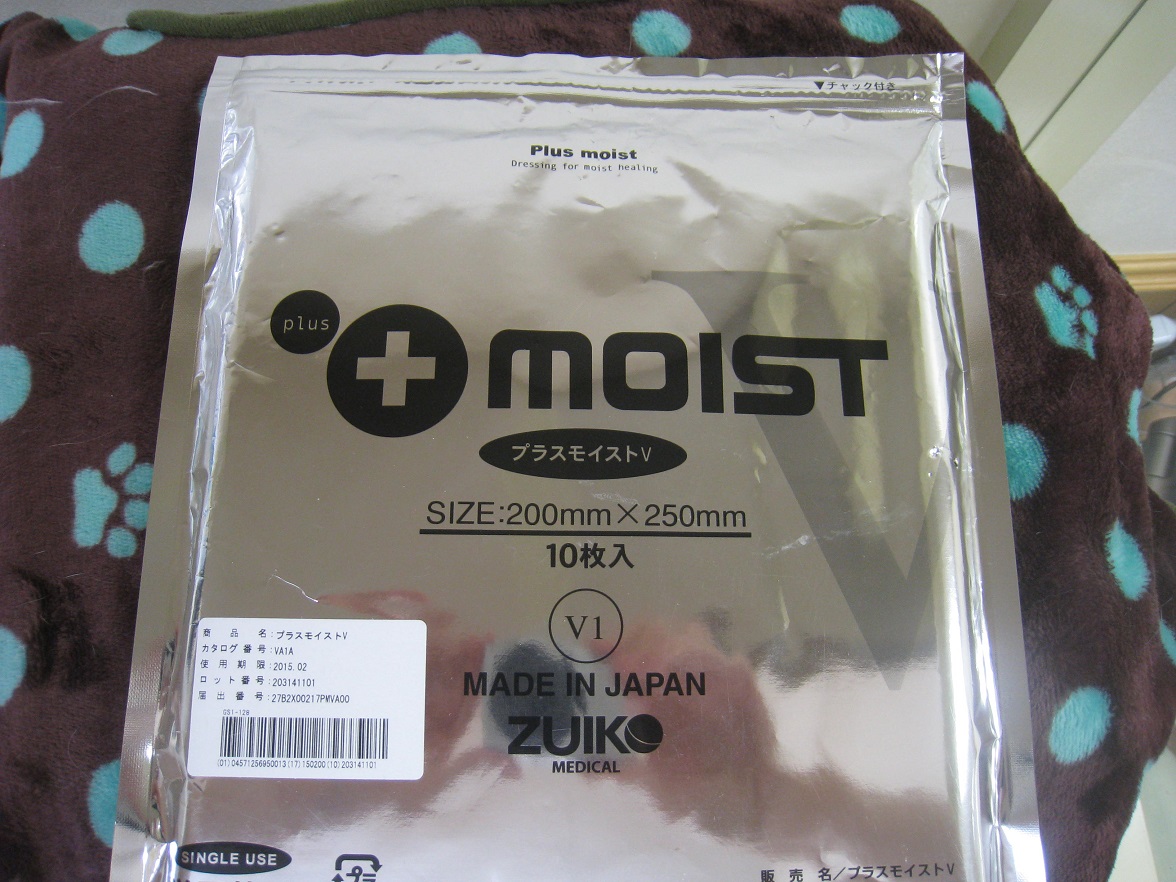 ▼チャック付き
Plus moist
Dressing for moist healing
plus
MOIST
プラスモイストV
SIZE:200mm×250mm
10枚入
V1
MADE IN JAPAN
ZUIKO
MEDICAL
商品名:プラスモイストV
カタログ番号:VA1A
使用期限:2015.02
ロット番号:203141101
届出番号:27B2X00217PMVA00
GS1-128
(01)04571256950013(17)150200(10)203141101
SINGLE USE
プラ
販売名/プラスモイストV
V